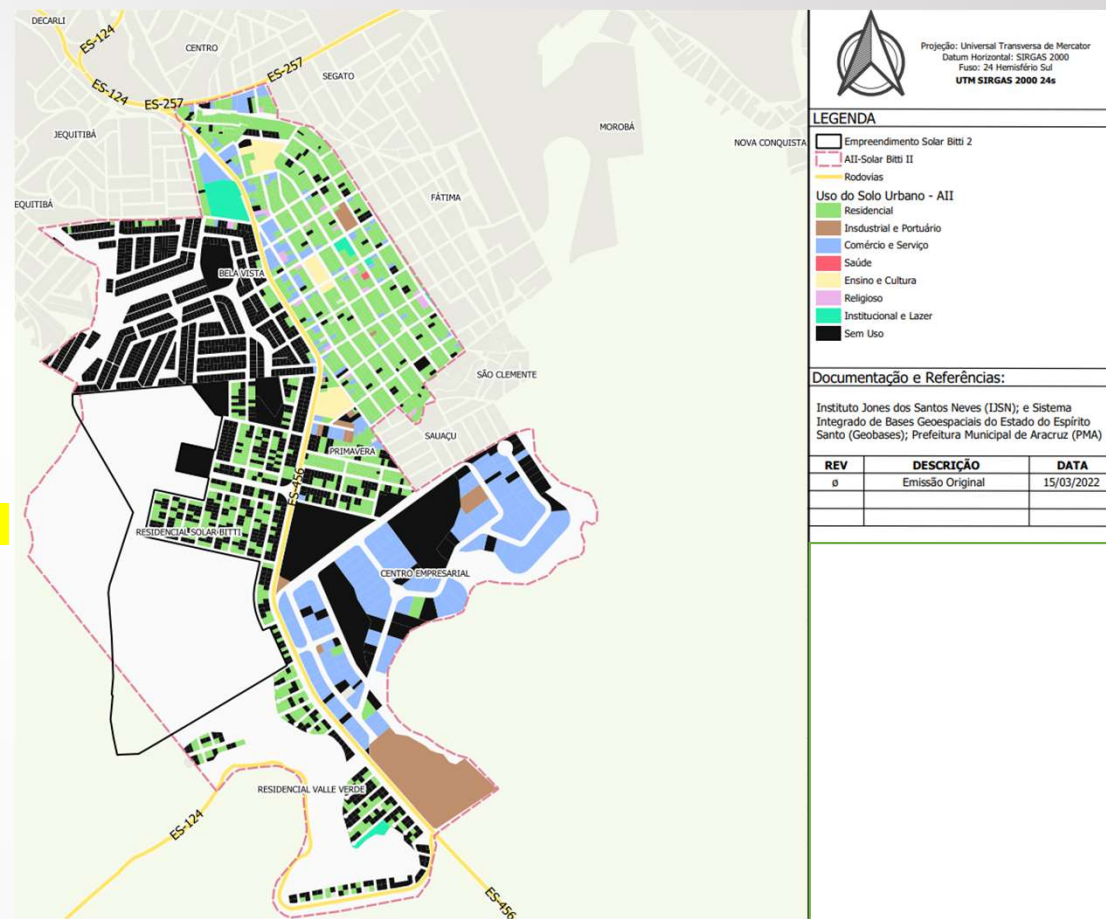 DECARLI
ES-124
CENTRO
ES-257
SEGATO
ES-124
ES-257
JEQUITIBÁ
MOROBÁ
NOVA CONQUISTA
EQUITIBÁ
FÁTIMA
BELA VISTA
SÃO CLEMENTE
SAUAÇU
PRIMAVERA
ES-456
RESIDENCIAL SOLAR BITTI
CENTRO EMPRESARIAL
RESIDENCIAL VALLE VERDE
ES-124
ES-456
Projeção: Universal Transversa de Mercator
Datum Horizontal: SIRGAS 2000
Fuso: 24 Hemisfério Sul
UTM SIRGAS 2000 24s
LEGENDA
Empreendimento Solar Bitti 2
AII-Solar Bitti II
Rodovias
Uso do Solo Urbano - AII
Residencial
Insdustrial e Portuário
Comércio e Serviço
Saúde
Ensino e Cultura
Religioso
Institucional e Lazer
Sem Uso
Documentação e Referências:
Instituto Jones dos Santos Neves (IJSN); e Sistema
Integrado de Bases Geoespaciais do Estado do Espírito
Santo (Geobases); Prefeitura Municipal de Aracruz (PMA)
REV DESCRIÇÃO DATA
ø Emissão Original 15/03/2022